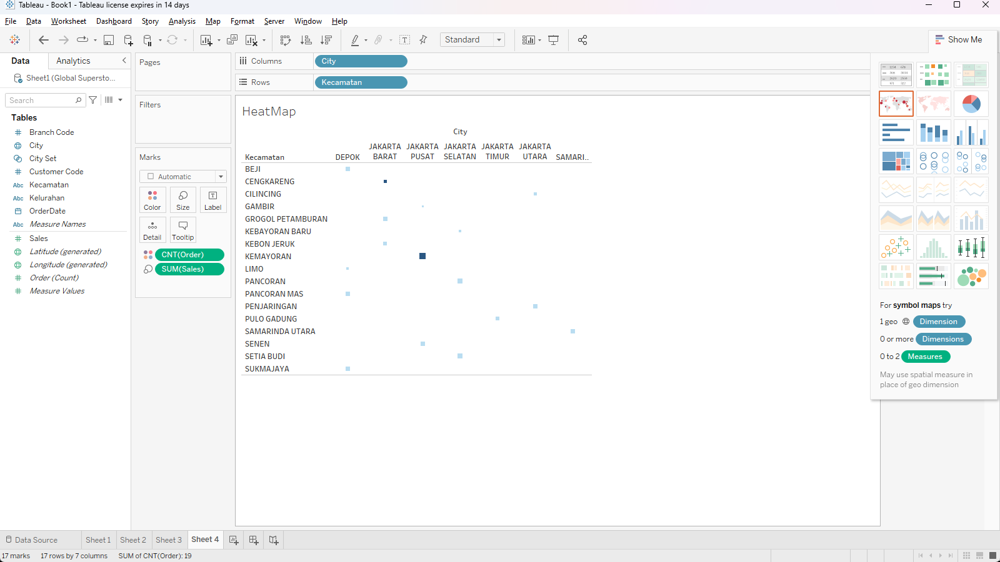 Tableau - Book1 - Tableau license expires in 14 days
File Data Worksheet Dashboard Story Analysis Map Format Server Window Help
Standard
Show Me
Data Analytics
Sheet1 (Global Supersto...
Search
Tables
Branch Code
City
City Set
Customer Code
Abc Kecamatan
Abc Kelurahan
OrderDate
Abc Measure Names
Sales
Latitude (generated)
Longitude (generated)
Order (Count)
Measure Values
Pages
Filters
Marks
Automatic
Color Size Label
Detail Tooltip
CNT(Order)
SUM(Sales)
Columns City
Rows Kecamatan
HeatMap
City
Kecamatan DEPOK JAKARTA BARAT JAKARTA PUSAT JAKARTA SELATAN JAKARTA TIMUR JAKARTA UTARA SAMARI..
BEJI
CENGKARENG
CILINCING
GAMBIR
GROGOL PETAMBURAN
KEBAYORAN BARU
KEBON JERUK
KEMAYORAN
LIMO
PANCORAN
PANCORAN MAS
PENJARINGAN
PULO GADUNG
SAMARINDA UTARA
SENEN
SETIA BUDI
SUKMAJAYA
For symbol maps try
1 geo Dimension
0 or more Dimensions
0 to 2 Measures
May use spatial measure in
place of geo dimension
Data Source Sheet 1 Sheet 2 Sheet 3 Sheet 4
17 marks 17 rows by 7 columns SUM of CNT(Order): 19